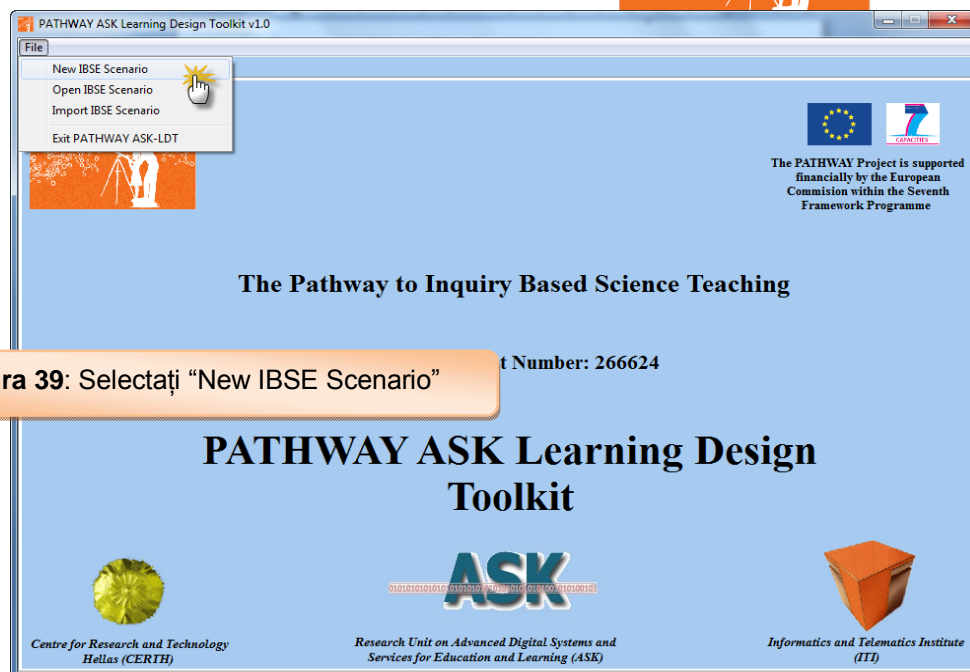 PATHWAY ASK Learning Design Toolkit v1.0
File
New IBSE Scenario
Open IBSE Scenario
Import IBSE Scenario
Exit PATHWAY ASK-LDT
7
CAPACITIES
The PATHWAY Project is supported
financially by the European
Commision within the Seventh
Framework Programme
The Pathway to Inquiry Based Science Teaching
t Number: 266624
ra 39: Selectați “New IBSE Scenario”
PATHWAY ASK Learning Design
Toolkit
ASK
Centre for Research and Technology
Hellas (CERTH)
Research Unit on Advanced Digital Systems and
Services for Education and Learning (ASK)
Informatics and Telematics Institute
(ITI)